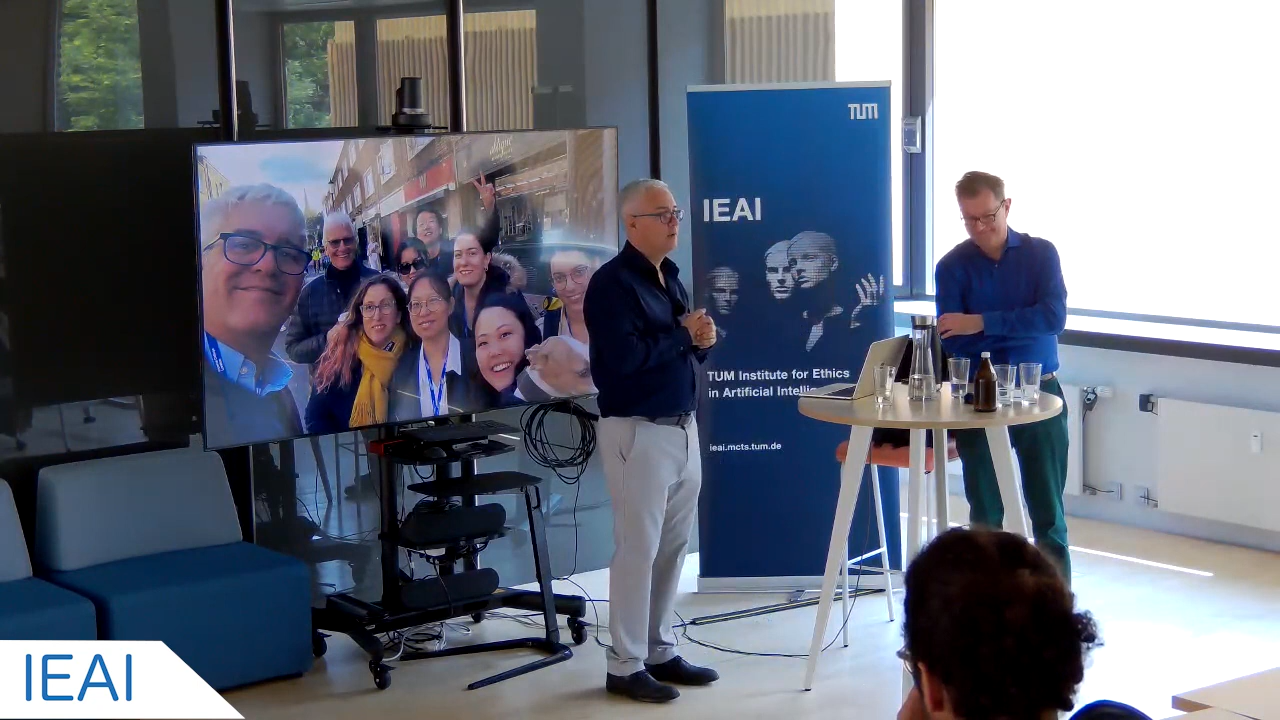 TUM
IEAI
TUM Institute for Ethics
in Artificial Intellig
ieai.mcts.tum.de
IEAI